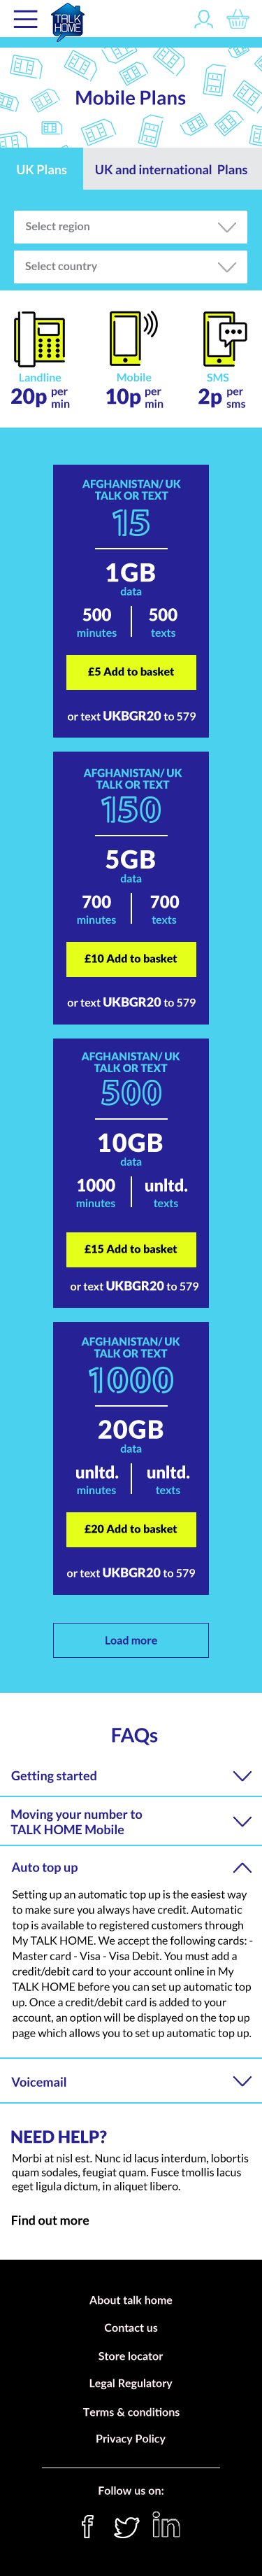 TALK
HOME
Mobile Plans
UK Plans
UK and international Plans
Select region
Select country
Landline
20p per min
Mobile
10p per min
SMS
2p per sms
AFGHANISTAN/ UK
TALK OR TEXT
15
1GB
data
500 500
minutes texts
£5 Add to basket
or text UKBGR20 to 579
AFGHANISTAN/ UK
TALK OR TEXT
150
5GB
data
700 700
minutes texts
£10 Add to basket
or text UKBGR20 to 579
AFGHANISTAN/ UK
TALK OR TEXT
500
10GB
data
1000 unltd.
minutes texts
£15 Add to basket
or text UKBGR20 to 579
AFGHANISTAN/ UK
TALK OR TEXT
1000
20GB
data
unltd. unltd.
minutes texts
£20 Add to basket
or text UKBGR20 to 579
Load more
FAQs
Getting started
Moving your number to
TALK HOME Mobile
Auto top up
Setting up an automatic top up is the easiest way
to make sure you always have credit. Automatic
top is available to registered customers through
My TALK HOME. We accept the following cards: -
Master card - Visa - Visa Debit. You must add a
credit/debit card to your account online in My
TALK HOME before you can set up automatic top
up. Once a credit/debit card is added to your
account, an option will be displayed on the top up
page which allows you to set up automatic top up.
Voicemail
NEED HELP?
Morbi at nisl est. Nunc id lacus interdum, lobortis
quam sodales, feugiat quam. Fusce tmollis lacus
eget ligula dictum, in aliquet libero.
Find out more
About talk home
Contact us
Store locator
Legal Regulatory
Terms & conditions
Privacy Policy
Follow us on:
f
in